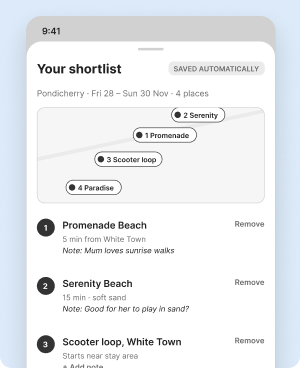 9:41
Your shortlist
SAVED AUTOMATICALLY
Pondicherry · Fri 28 – Sun 30 Nov · 4 places
2 Serenity
1 Promenade
3 Scooter loop
4 Paradise
1
Promenade Beach
Remove
5 min from White Town
Note: Mum loves sunrise walks
2
Serenity Beach
Remove
15 min · soft sand
Note: Good for her to play in sand?
3
Scooter loop, White Town
Remove
Starts near stay area
+ Add note